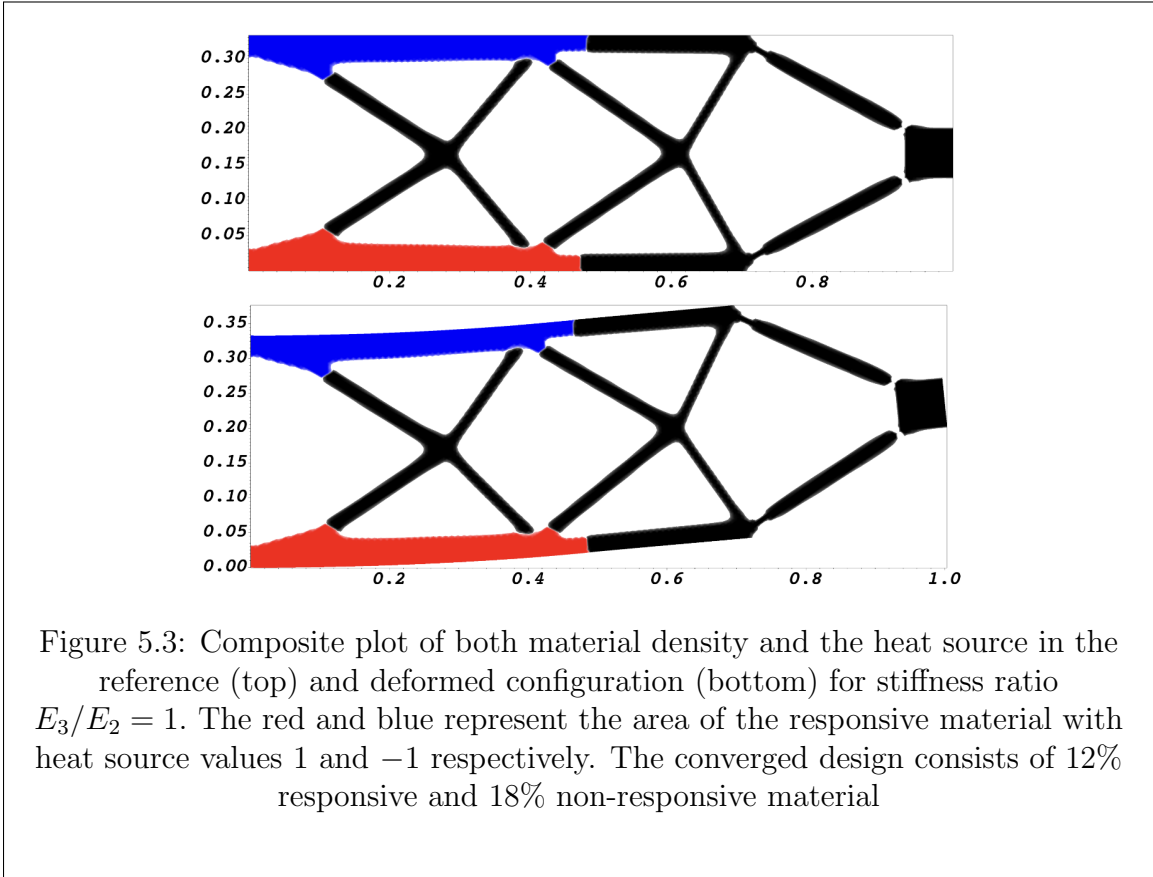 0.30
0.25
0.20
0.15
0.10
0.05
0.2 0.4 0.6 0.8
0.35
0.30
0.25
0.20
0.15
0.10
0.05
0.00
0.2 0.4 0.6 0.8 1.0
Figure 5.3: Composite plot of both material density and the heat source in the
reference (top) and deformed configuration (bottom) for stiffness ratio
E₃/E₂ = 1. The red and blue represent the area of the responsive material with
heat source values 1 and −1 respectively. The converged design consists of 12%
responsive and 18% non-responsive material